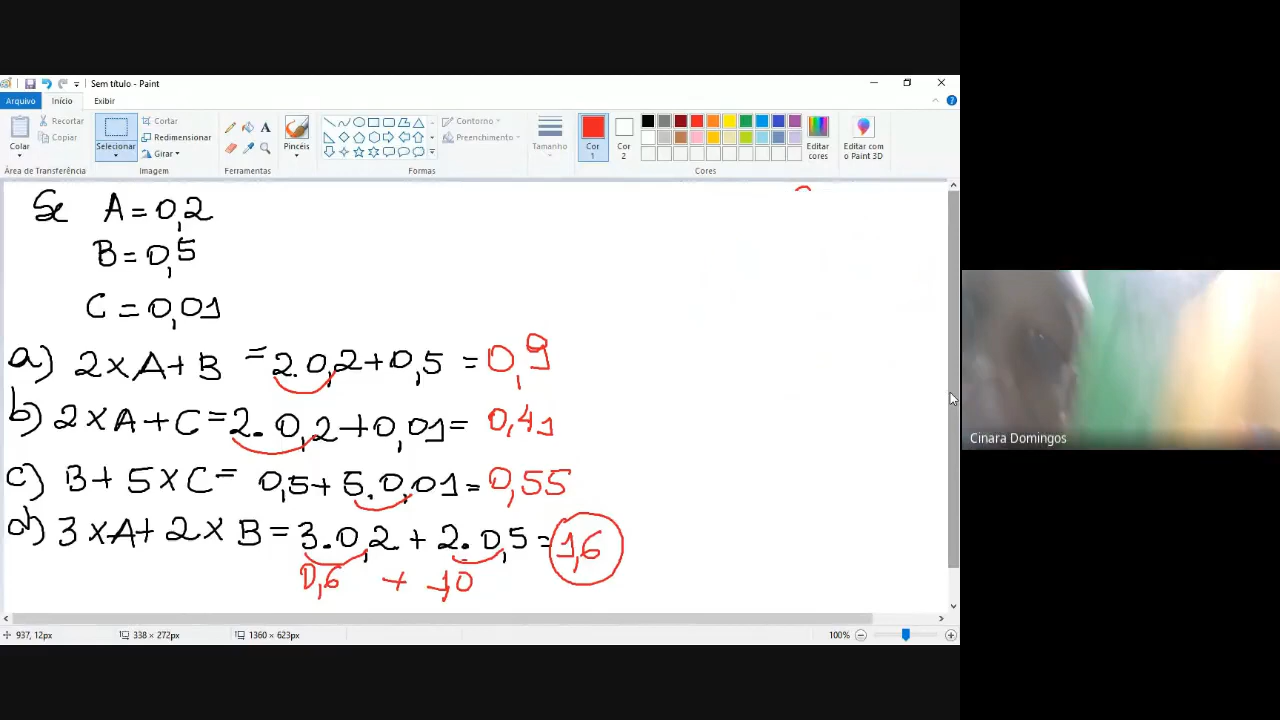 Sem título - Paint
Arquivo Início Exibir
Colar
Recortar
Copiar
Área de Transferência
Selecionar
Redimensionar
Girar
Imagem
Ferramentas
Pincéis
Contorno
Preenchimento
Formas
Tamanho
Cor 1
Cor 2
Editar cores
Editar com o Paint 3D
Cores
Se A = 0,2
B = 0,5
C = 0,01
a) 2 x A + B = 2.0,2 + 0,5 = 0,9
b) 2 x A + C = 2. 0,2 + 0,01 = 0,41
c) B + 5 x C = 0,5 + 5.0,01 = 0,55
d) 3 x A + 2 x B = 3.0,2 + 2.0,5 = 1,6
0,6 + 1,0
937, 12px 338 × 272px 1360 × 623px 100%
Cinara Domingos